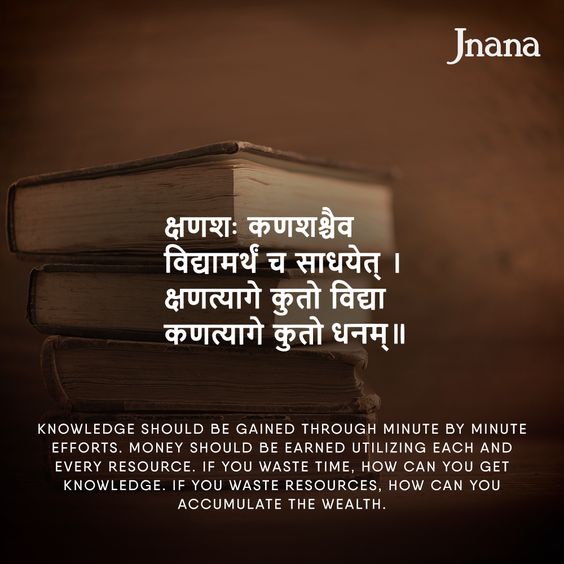 Jnana
क्षणशः कणशश्चैव
विद्यामर्थं च साधयेत् ।
क्षणत्यागे कुतो विद्या
कणत्यागे कुतो धनम्॥
KNOWLEDGE SHOULD BE GAINED THROUGH MINUTE BY MINUTE
EFFORTS. MONEY SHOULD BE EARNED UTILIZING EACH AND
EVERY RESOURCE. IF YOU WASTE TIME, HOW CAN YOU GET
KNOWLEDGE. IF YOU WASTE RESOURCES, HOW CAN YOU
ACCUMULATE THE WEALTH.